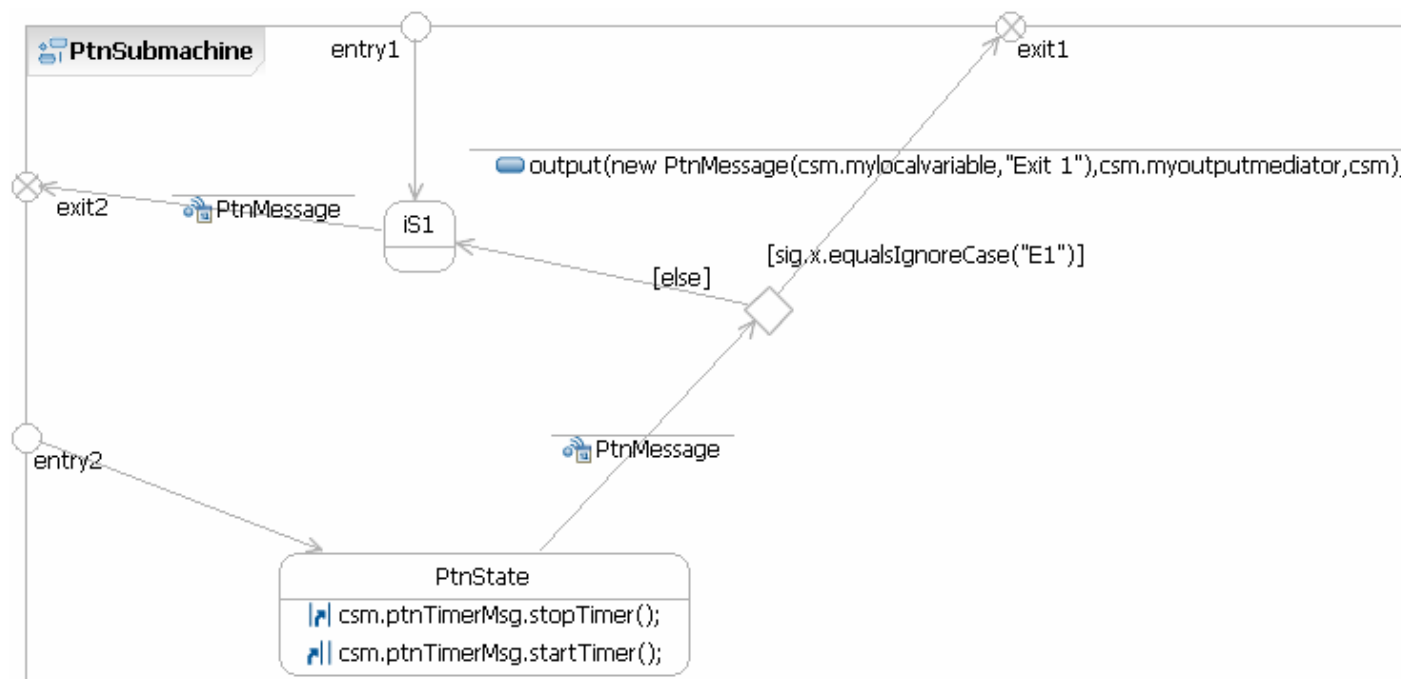 PtnSubmachine
entry1
exit1
output(new PtnMessage(csm.mylocalvariable,"Exit 1"),csm.myoutputmediator,csm)
exit2
PtnMessage
iS1
[sig.x.equalsIgnoreCase("E1")]
[else]
PtnMessage
entry2
PtnState
csm.ptnTimerMsg.stopTimer();
csm.ptnTimerMsg.startTimer();